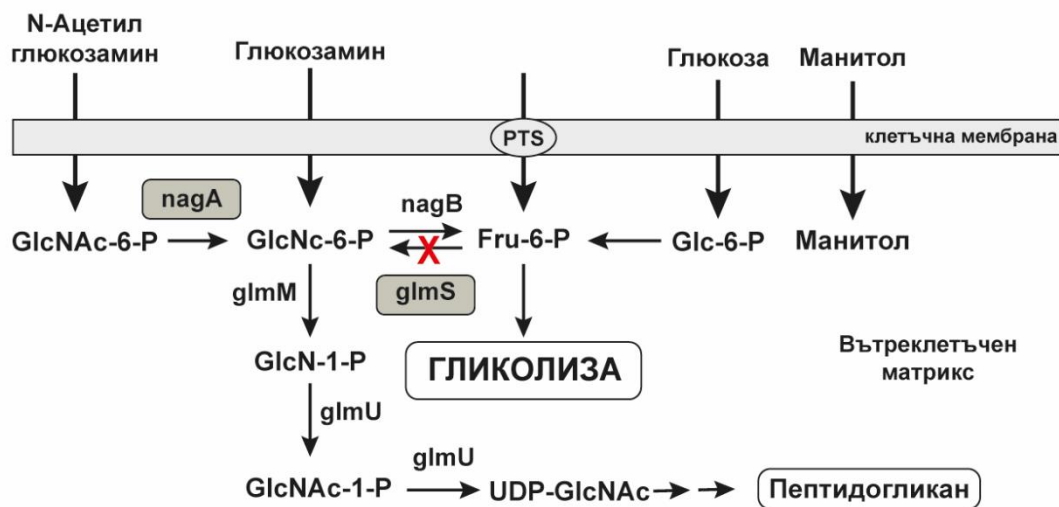 N-Ацетил
глюкозамин
Глюкозамин
Глюкоза
Манитол
PTS
клетъчна мембрана
nagA
nagB
GlcNAc-6-P
GlcNc-6-P
Fru-6-P
Glc-6-P
Манитол
X
glmM
glmS
GlcN-1-P
ГЛИКОЛИЗА
Вътреклетъчен
матрикс
glmU
glmU
GlcNAc-1-P
UDP-GlcNAc
Пептидогликан